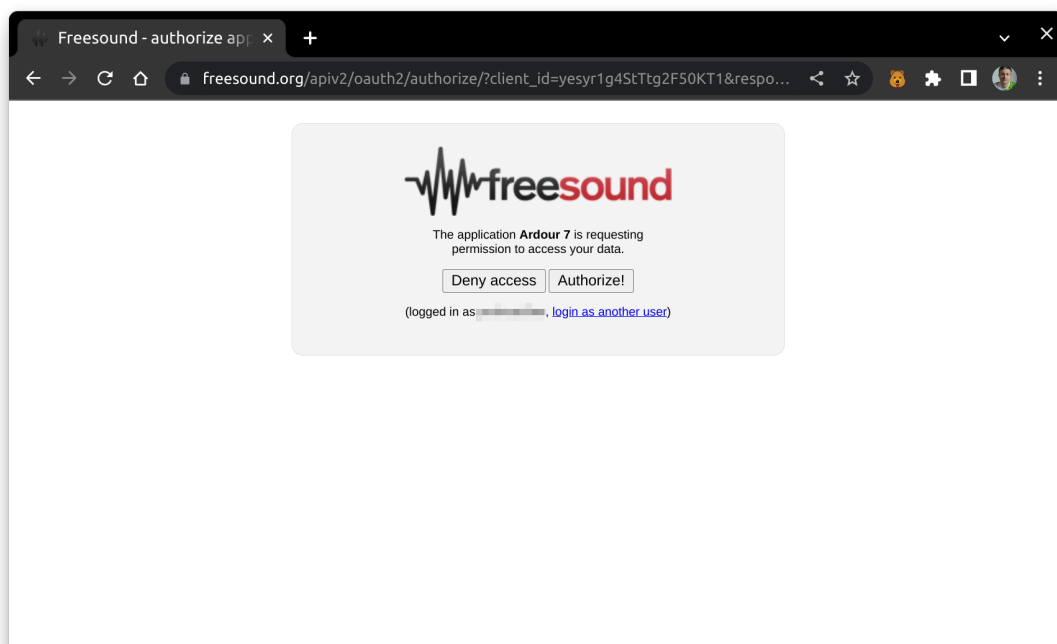 Freesound - authorize app
freesound.org/apiv2/oauth2/authorize/?client_id=yesyr1g4StTtg2F50KT1&respo...
freesound
The application Ardour 7 is requesting
permission to access your data.
Deny access Authorize!
(logged in as , login as another user)